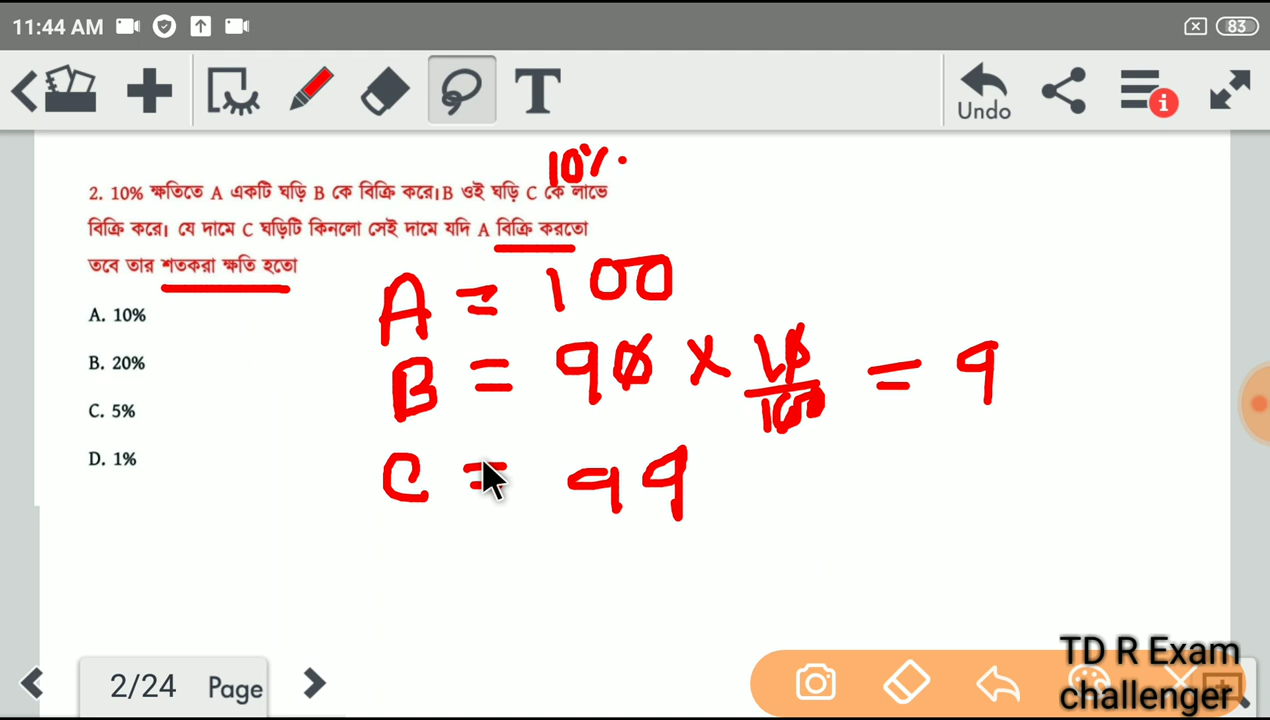 11:44 AM
83
Undo
10%
2. 10% ক্ষতিতে A একটি ঘড়ি B কে বিক্রি করে।B ওই ঘড়ি C কে লাভে
বিক্রি করে। যে দামে C ঘড়িটি কিনলো সেই দামে যদি A বিক্রি করতো
তবে তার শতকরা ক্ষতি হতো
A = 100
A. 10%
B = 90 × 10/100 = 9
B. 20%
C. 5%
C = 99
D. 1%
2/24 Page
TD R Exam
challenger